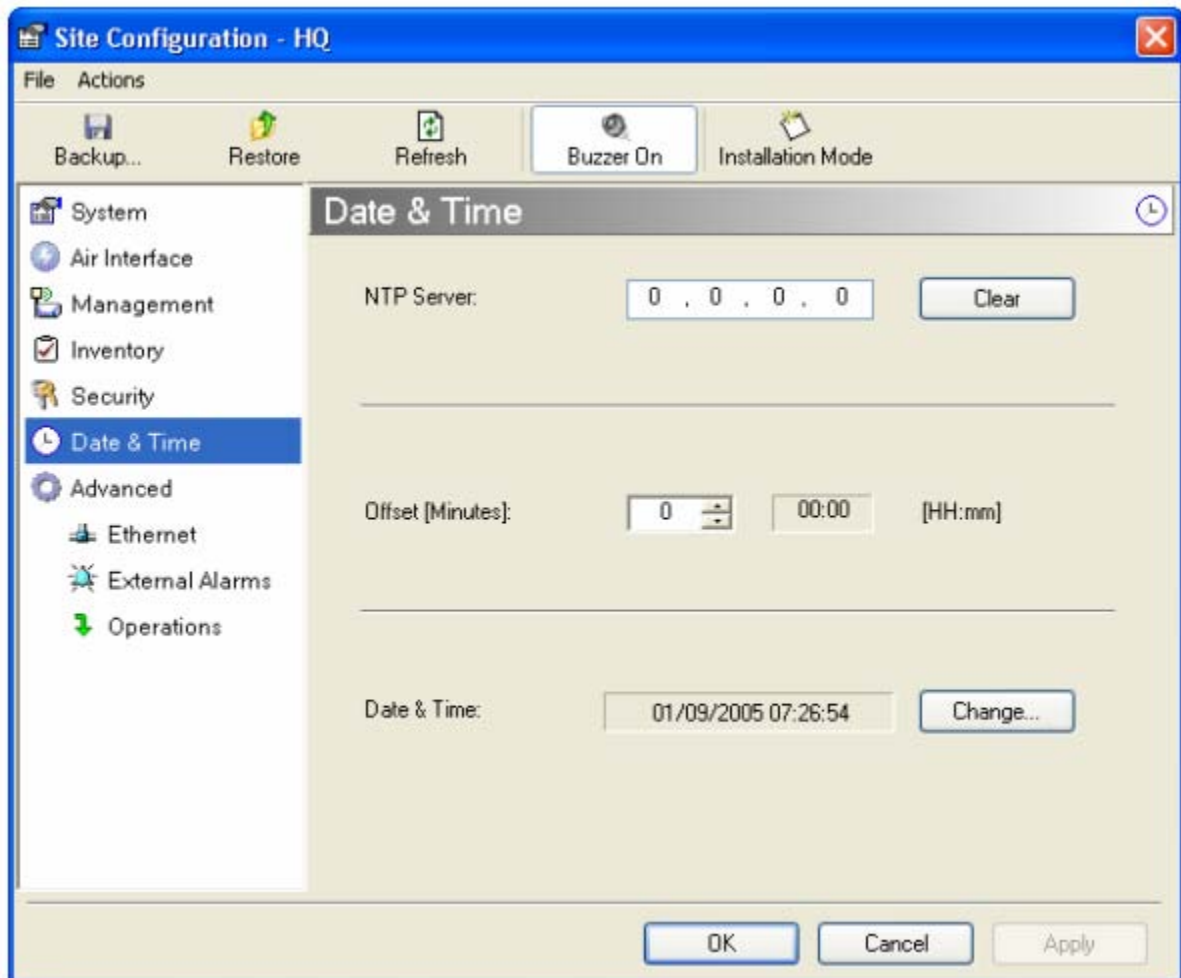 Site Configuration - HQ
File Actions
Backup... Restore Refresh Buzzer On Installation Mode
System
Air Interface
Management
Inventory
Security
Date & Time
Advanced
Ethernet
External Alarms
Operations
Date & Time
NTP Server: 0 . 0 . 0 . 0 Clear
Offset [Minutes]: 0 00:00 [HH:mm]
Date & Time: 01/09/2005 07:26:54 Change...
OK Cancel Apply